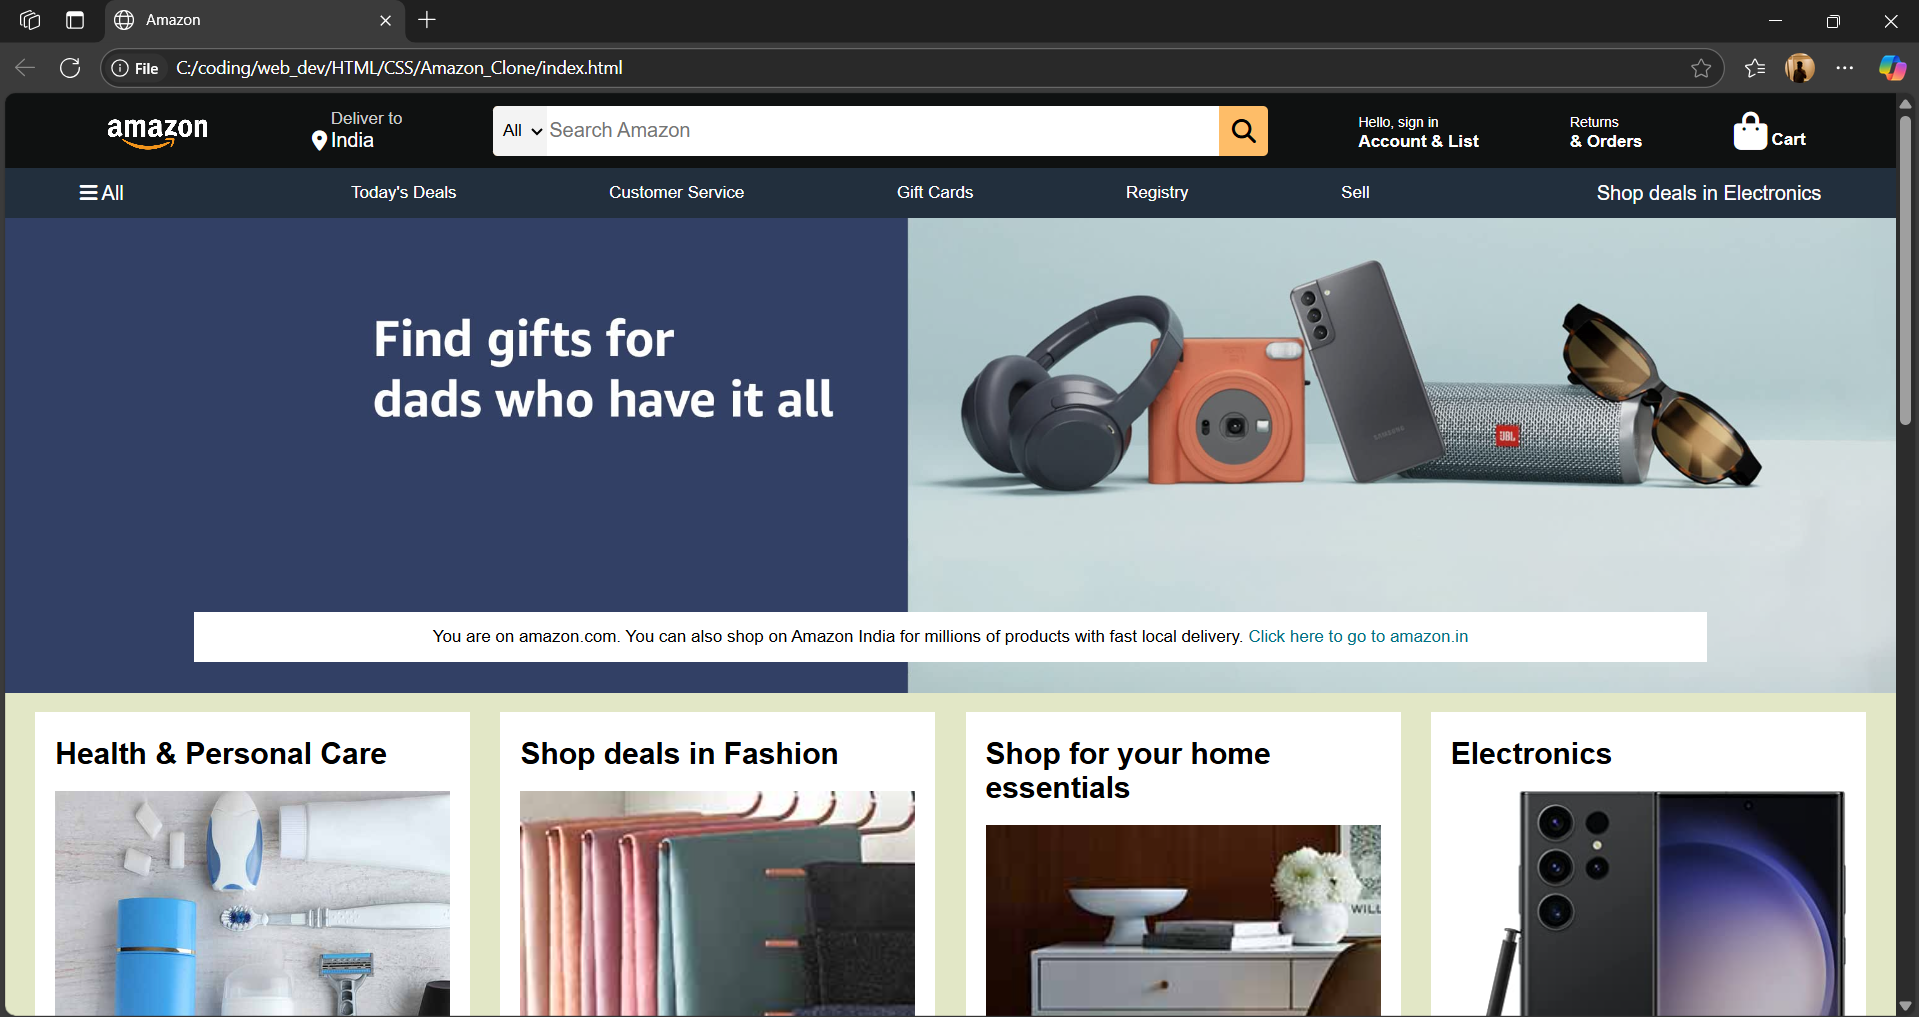 Amazon
File C:/coding/web_dev/HTML/CSS/Amazon_Clone/index.html
amazon
Deliver to
India
All
Search Amazon
Hello, sign in
Account & List
Returns
& Orders
Cart
All
Today's Deals
Customer Service
Gift Cards
Registry
Sell
Shop deals in Electronics
Find gifts for
dads who have it all
SAMSUNG
JBL
You are on amazon.com. You can also shop on Amazon India for millions of products with fast local delivery. Click here to go to amazon.in
Health & Personal Care
Shop deals in Fashion
Shop for your home
essentials
Electronics
WILL